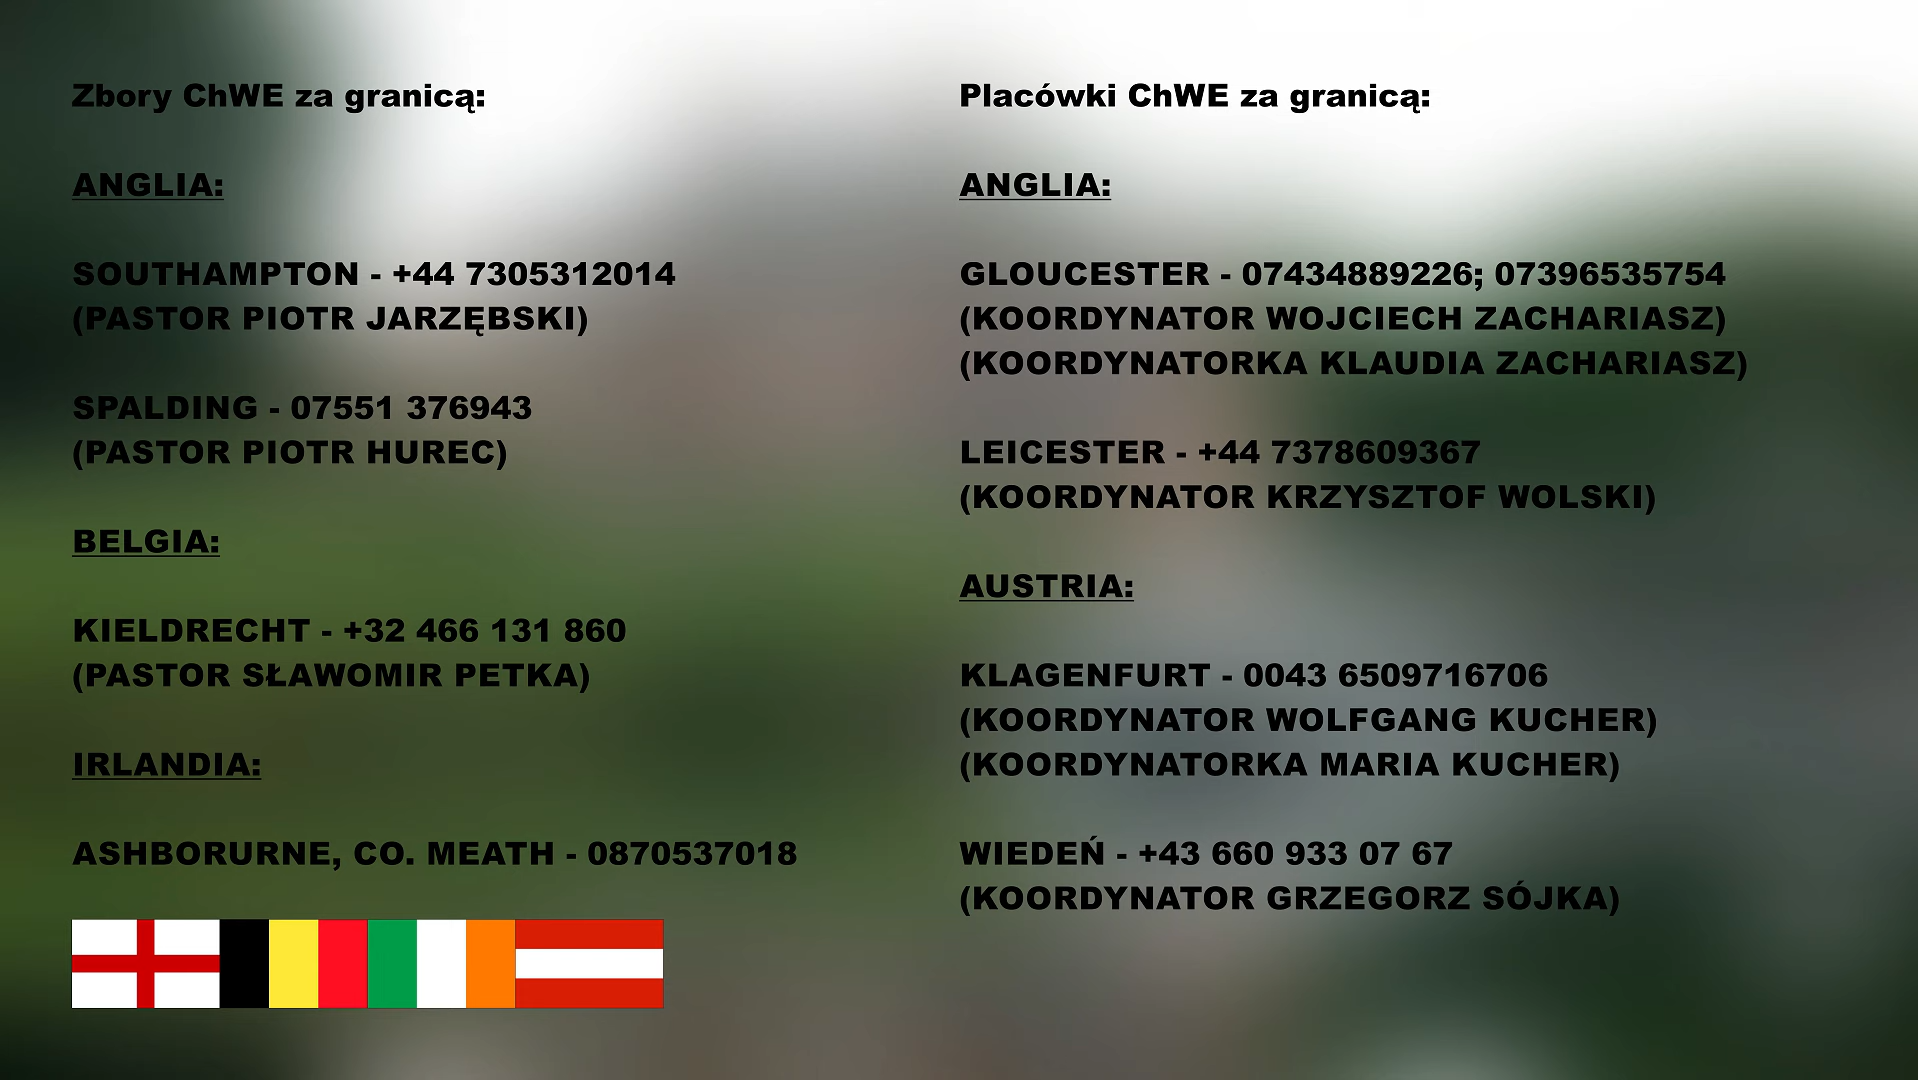 Zbory ChWE za granicą:
ANGLIA:
SOUTHAMPTON - +44 7305312014
(PASTOR PIOTR JARZĘBSKI)
SPALDING - 07551 376943
(PASTOR PIOTR HUREC)
BELGIA:
KIELDRECHT - +32 466 131 860
(PASTOR SŁAWOMIR PETKA)
IRLANDIA:
ASHBORURNE, CO. MEATH - 0870537018
Placówki ChWE za granicą:
ANGLIA:
GLOUCESTER - 07434889226; 07396535754
(KOORDYNATOR WOJCIECH ZACHARIASZ)
(KOORDYNATORKA KLAUDIA ZACHARIASZ)
LEICESTER - +44 7378609367
(KOORDYNATOR KRZYSZTOF WOLSKI)
AUSTRIA:
KLAGENFURT - 0043 6509716706
(KOORDYNATOR WOLFGANG KUCHER)
(KOORDYNATORKA MARIA KUCHER)
WIEDEŃ - +43 660 933 07 67
(KOORDYNATOR GRZEGORZ SÓJKA)